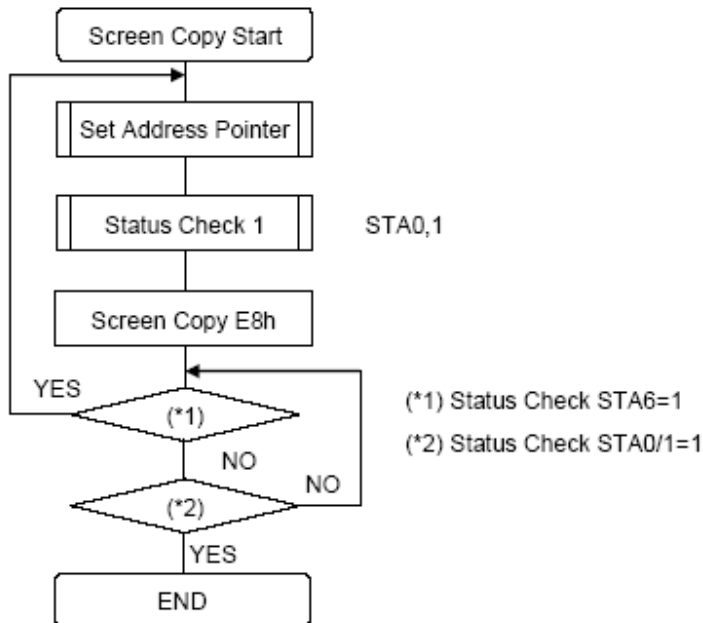 Screen Copy Start
Set Address Pointer
Status Check 1
STA0,1
Screen Copy E8h
YES
(*1)
(*1) Status Check STA6=1
(*2) Status Check STA0/1=1
NO
NO
(*2)
YES
END